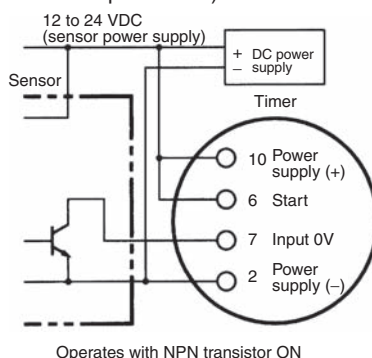 12 to 24 VDC
(sensor power supply)
+ DC power
− supply
Sensor
Timer
10 Power
supply (+)
6 Start
7 Input 0V
2 Power
supply (−)
Operates with NPN transistor ON